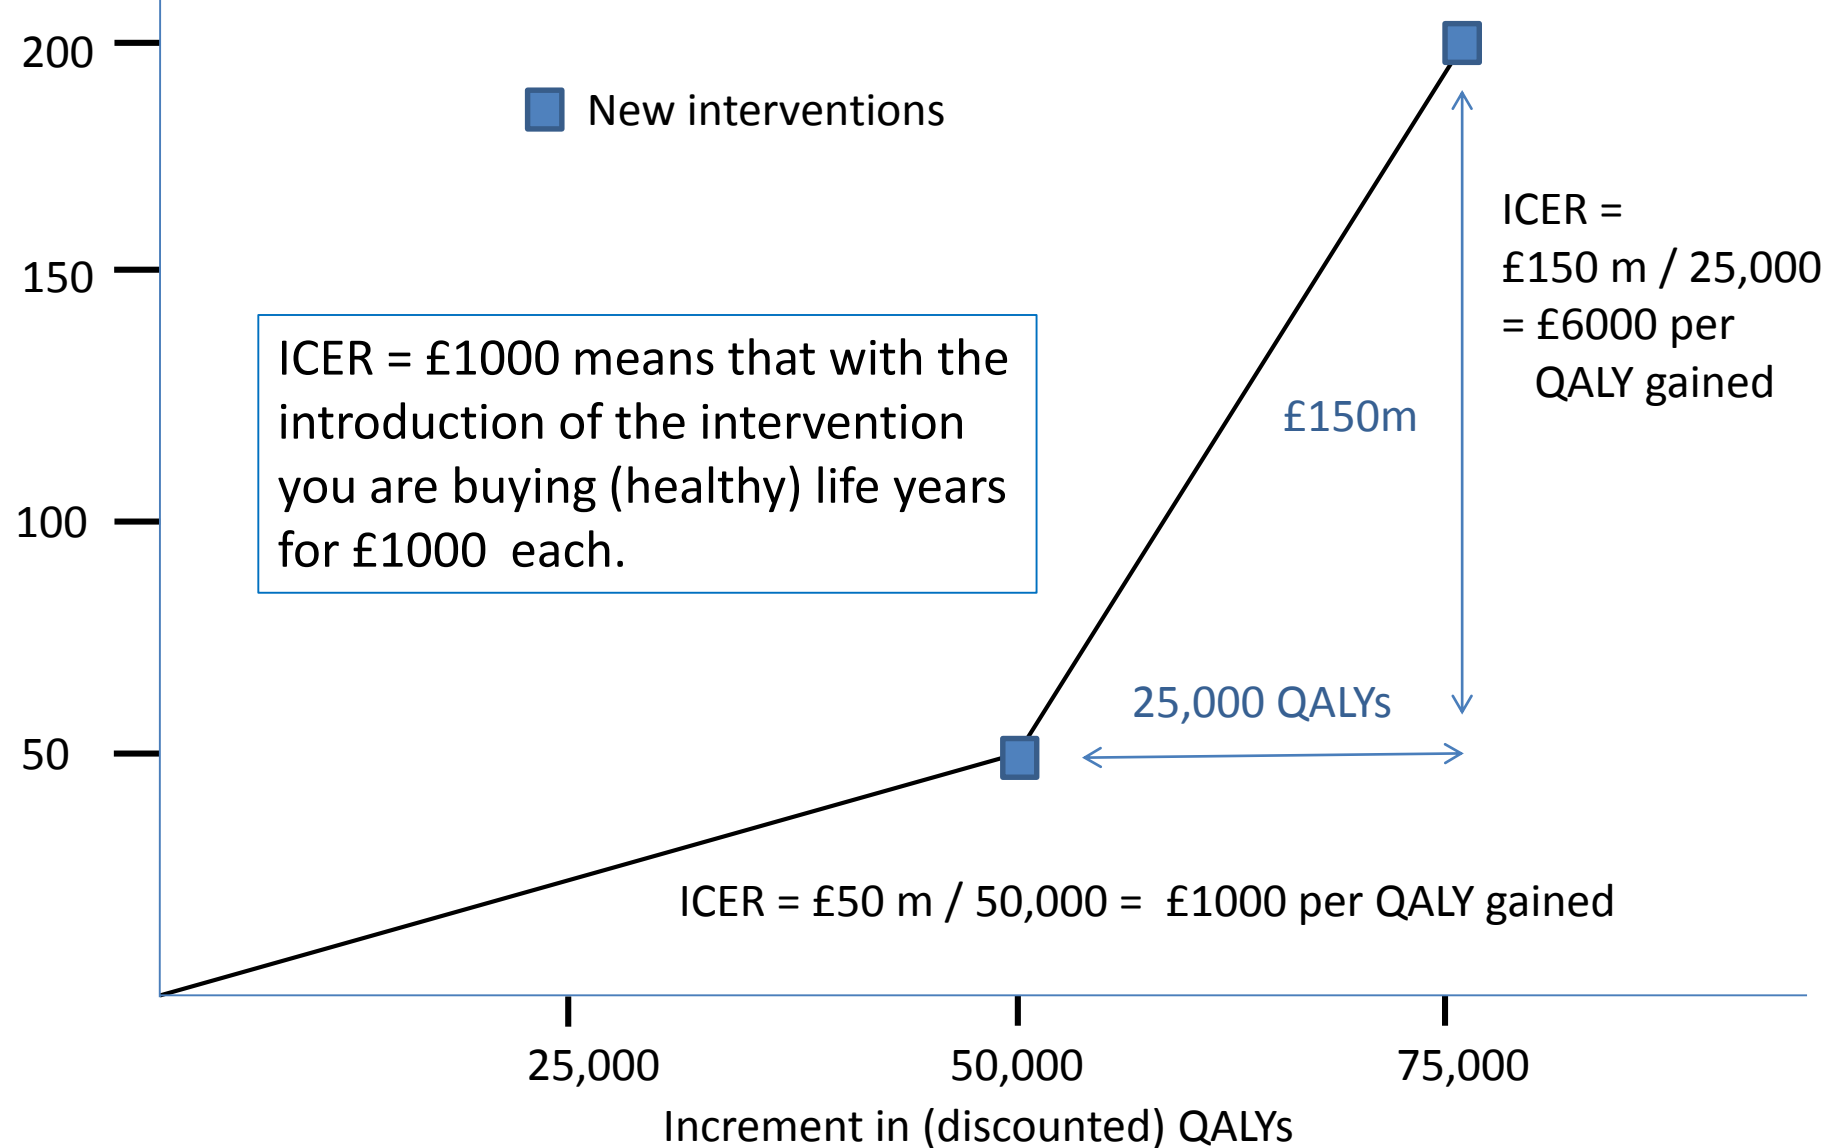 200
New interventions
ICER =
£150 m / 25,000
= £6000 per
QALY gained
150
ICER = £1000 means that with the
introduction of the intervention
you are buying (healthy) life years
for £1000  each.
£150m
100
25,000 QALYs
50
ICER = £50 m / 50,000 =  £1000 per QALY gained
25,000
50,000
75,000
Increment in (discounted) QALYs